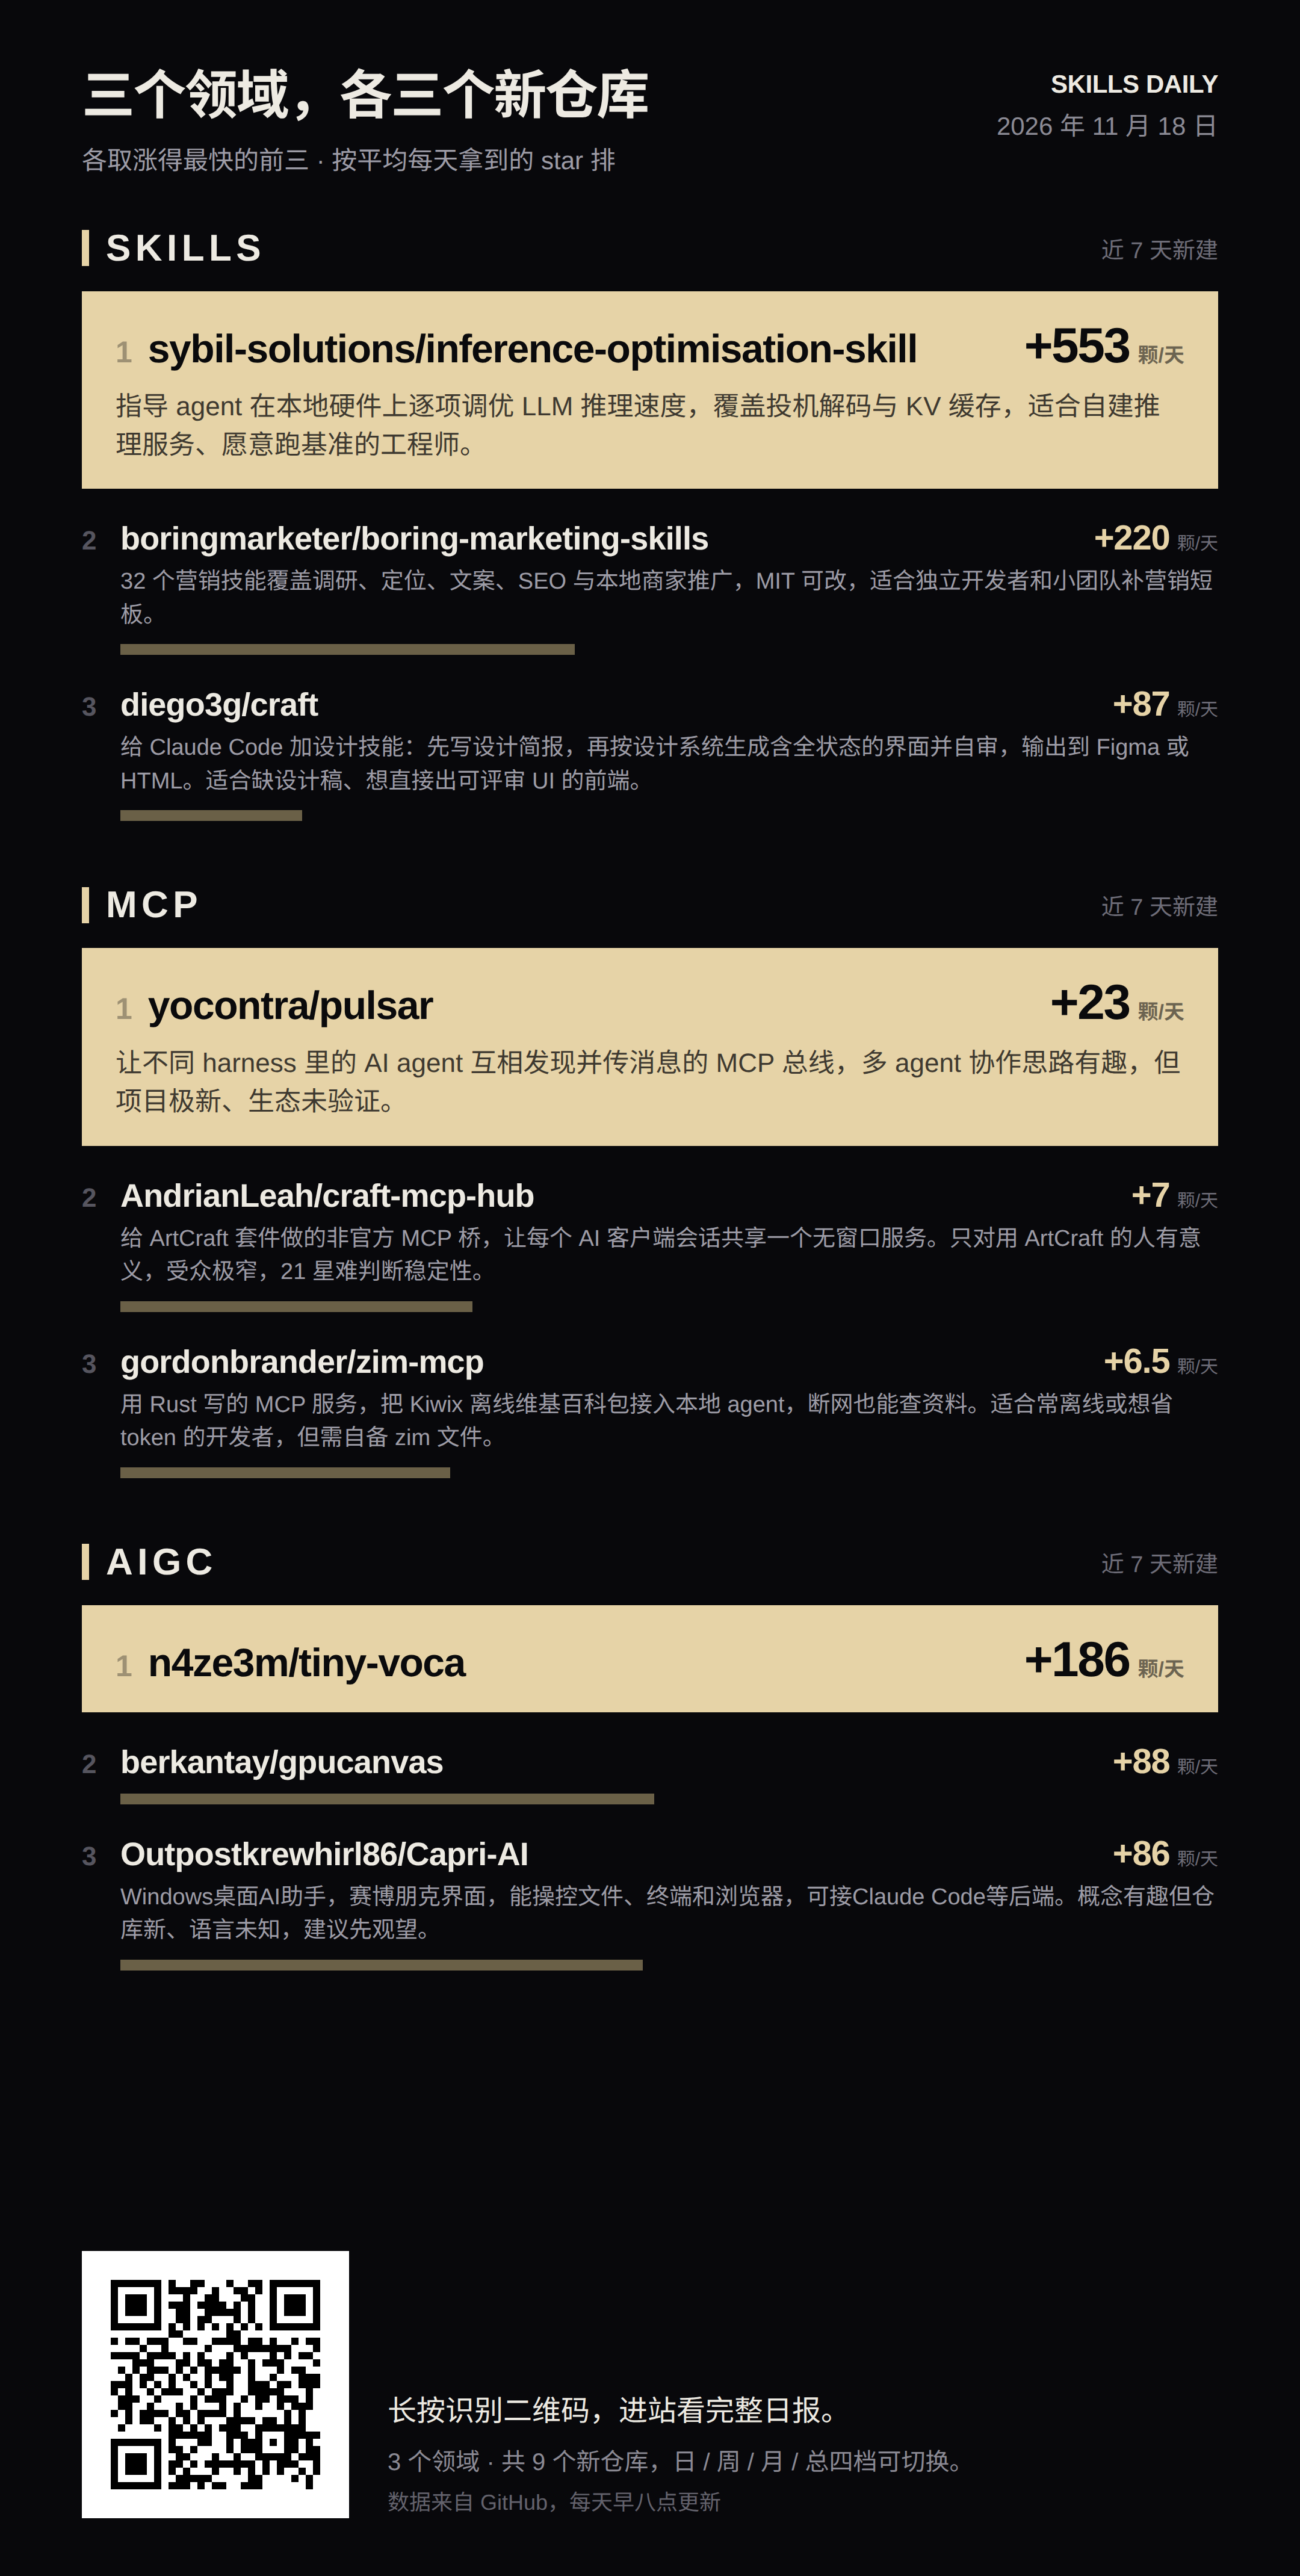 三个领域，各三个新仓库
SKILLS DAILY
2026 年 11 月 18 日
各取涨得最快的前三 · 按平均每天拿到的 star 排
SKILLS
近 7 天新建
1 sybil-solutions/inference-optimisation-skill +553 颗/天
指导 agent 在本地硬件上逐项调优 LLM 推理速度，覆盖投机解码与 KV 缓存，适合自建推
理服务、愿意跑基准的工程师。
2 boringmarketer/boring-marketing-skills +220 颗/天
32 个营销技能覆盖调研、定位、文案、SEO 与本地商家推广，MIT 可改，适合独立开发者和小团队补营销短
板。
3 diego3g/craft +87 颗/天
给 Claude Code 加设计技能：先写设计简报，再按设计系统生成含全状态的界面并自审，输出到 Figma 或
HTML。适合缺设计稿、想直接出可评审 UI 的前端。
MCP
近 7 天新建
1 yocontra/pulsar +23 颗/天
让不同 harness 里的 AI agent 互相发现并传消息的 MCP 总线，多 agent 协作思路有趣，但
项目极新、生态未验证。
2 AndrianLeah/craft-mcp-hub +7 颗/天
给 ArtCraft 套件做的非官方 MCP 桥，让每个 AI 客户端会话共享一个无窗口服务。只对用 ArtCraft 的人有意
义，受众极窄，21 星难判断稳定性。
3 gordonbrander/zim-mcp +6.5 颗/天
用 Rust 写的 MCP 服务，把 Kiwix 离线维基百科包接入本地 agent，断网也能查资料。适合常离线或想省
token 的开发者，但需自备 zim 文件。
AIGC
近 7 天新建
1 n4ze3m/tiny-voca +186 颗/天
2 berkantay/gpucanvas +88 颗/天
3 Outpostkrewhirl86/Capri-AI +86 颗/天
Windows桌面AI助手，赛博朋克界面，能操控文件、终端和浏览器，可接Claude Code等后端。概念有趣但仓
库新、语言未知，建议先观望。
长按识别二维码，进站看完整日报。
3 个领域 · 共 9 个新仓库，日 / 周 / 月 / 总四档可切换。
数据来自 GitHub，每天早八点更新